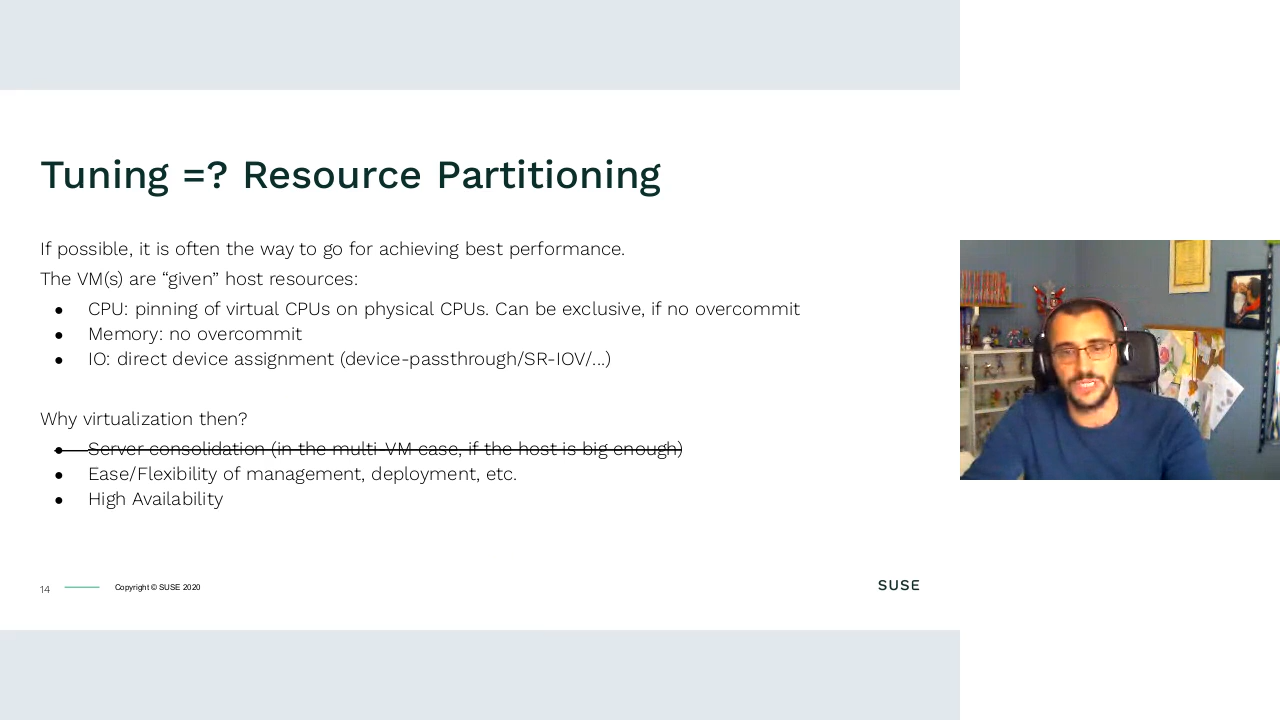 Tuning =? Resource Partitioning
If possible, it is often the way to go for achieving best performance.
The VM(s) are “given” host resources:
● CPU: pinning of virtual CPUs on physical CPUs. Can be exclusive, if no overcommit
● Memory: no overcommit
● IO: direct device assignment (device-passthrough/SR-IOV/...)
Why virtualization then?
● Server consolidation (in the multi-VM case, if the host is big enough)
● Ease/Flexibility of management, deployment, etc.
● High Availability
14
Copyright © SUSE 2020
SUSE